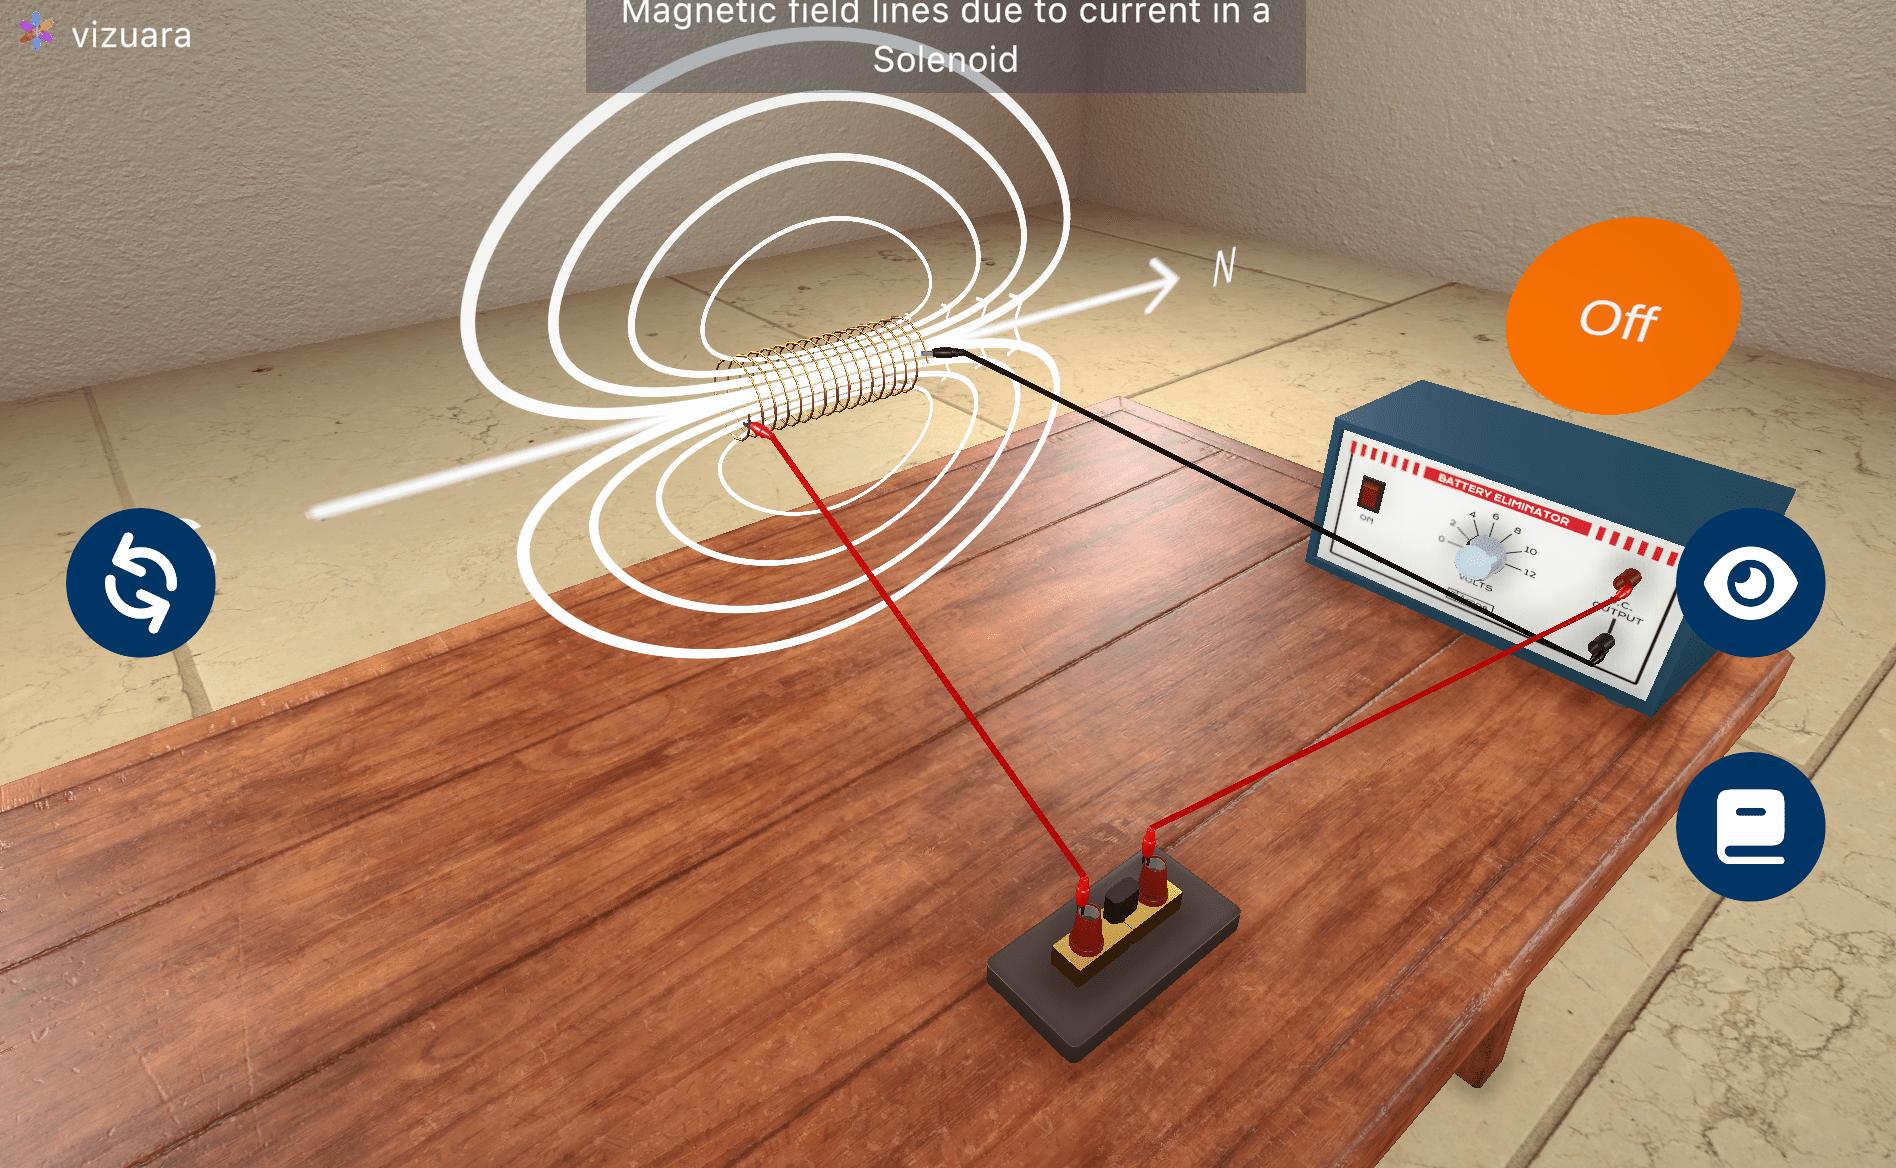 vizuara
Magnetic field lines due to current in a
Solenoid
N
Off
BATTERY ELIMINATOR
ON
0
2
4
6
8
10
12
VOLTS
OUTPUT